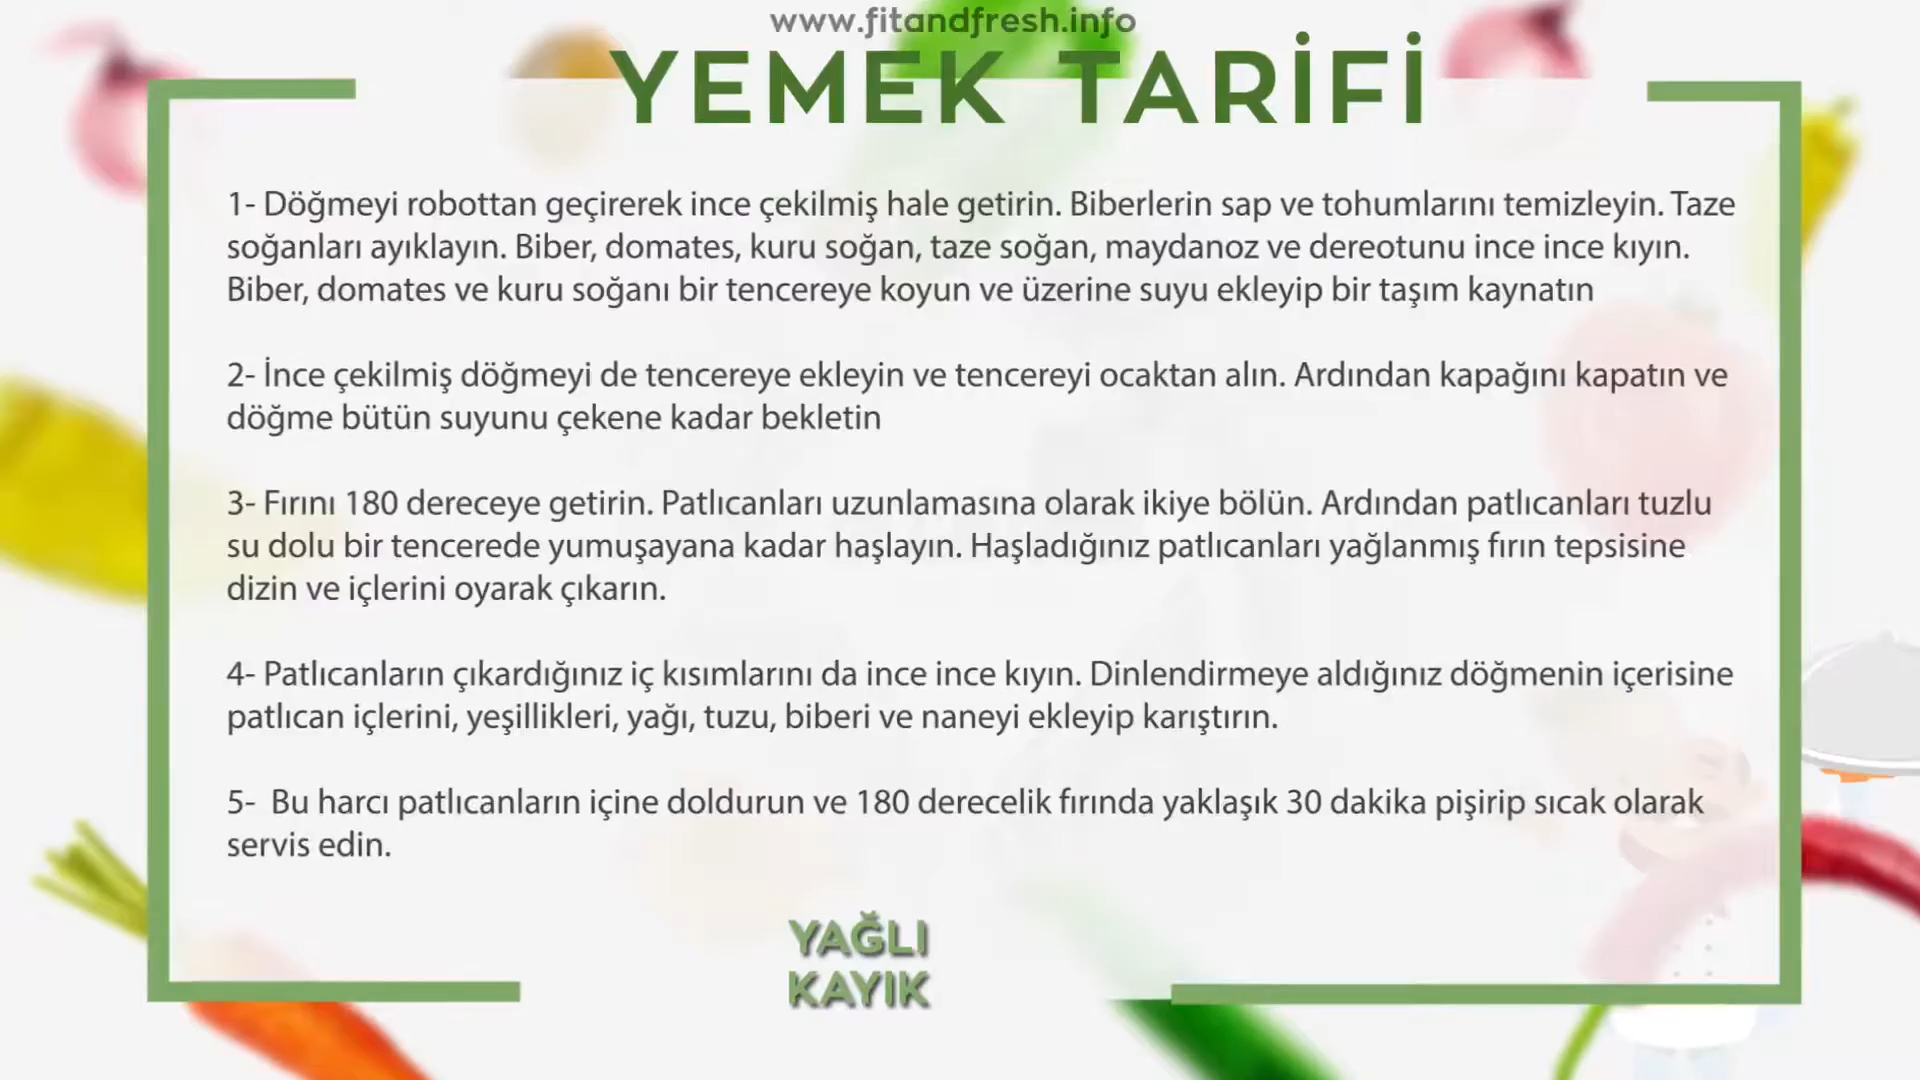 www.fitandfresh.info
YEMEK TARİFİ
1- Döğmeyi robottan geçirerek ince çekilmiş hale getirin. Biberlerin sap ve tohumlarını temizleyin. Taze
soğanları ayıklayın. Biber, domates, kuru soğan, taze soğan, maydanoz ve dereotunu ince ince kıyın.
Biber, domates ve kuru soğanı bir tencereye koyun ve üzerine suyu ekleyip bir taşım kaynatın
2- İnce çekilmiş döğmeyi de tencereye ekleyin ve tencereyi ocaktan alın. Ardından kapağını kapatın ve
döğme bütün suyunu çekene kadar bekletin
3- Fırını 180 dereceye getirin. Patlıcanları uzunlamasına olarak ikiye bölün. Ardından patlıcanları tuzlu
su dolu bir tencerede yumuşayana kadar haşlayın. Haşladığınız patlıcanları yağlanmış fırın tepsisine
dizin ve içlerini oyarak çıkarın.
4- Patlıcanların çıkardığınız iç kısımlarını da ince ince kıyın. Dinlendirmeye aldığınız döğmenin içerisine
patlıcan içlerini, yeşillikleri, yağı, tuzu, biberi ve naneyi ekleyip karıştırın.
5-  Bu harcı patlıcanların içine doldurun ve 180 derecelik fırında yaklaşık 30 dakika pişirip sıcak olarak
servis edin.
YAĞLI
KAYIK